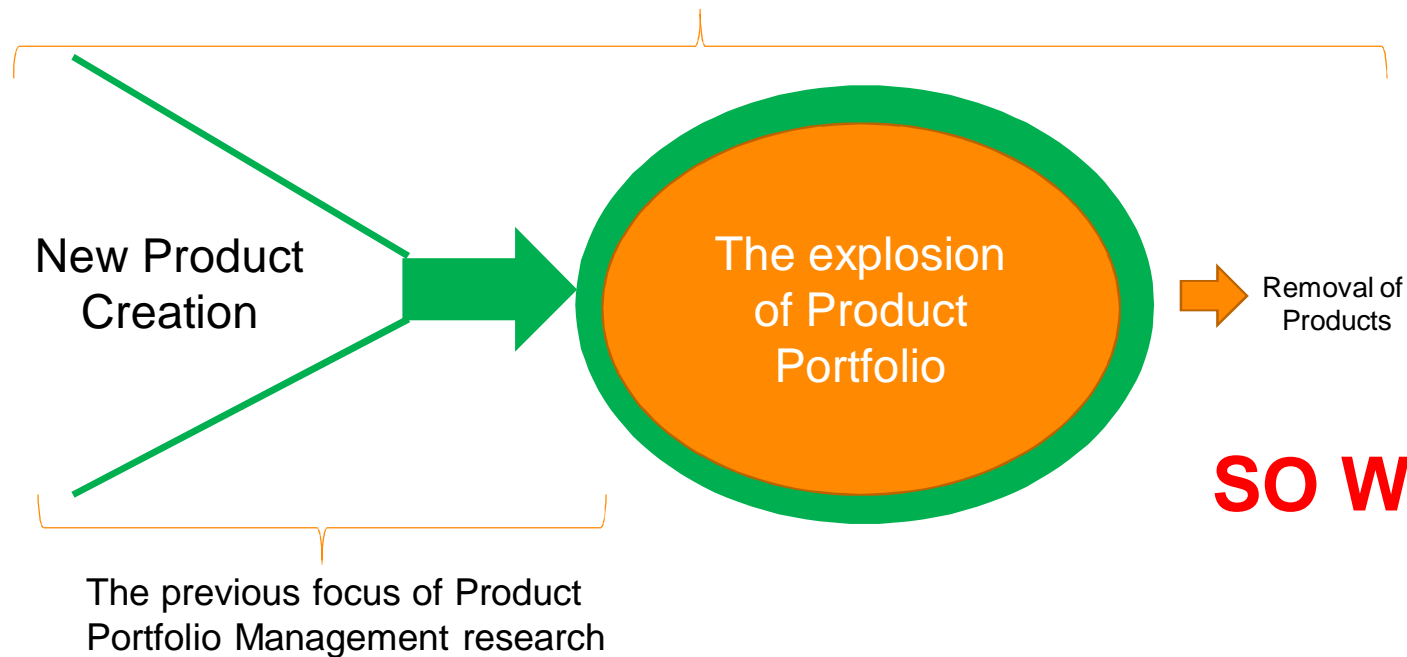 New Product
Creation
The explosion
of Product
Portfolio
Removal of
Products
SO W
The previous focus of Product
Portfolio Management research